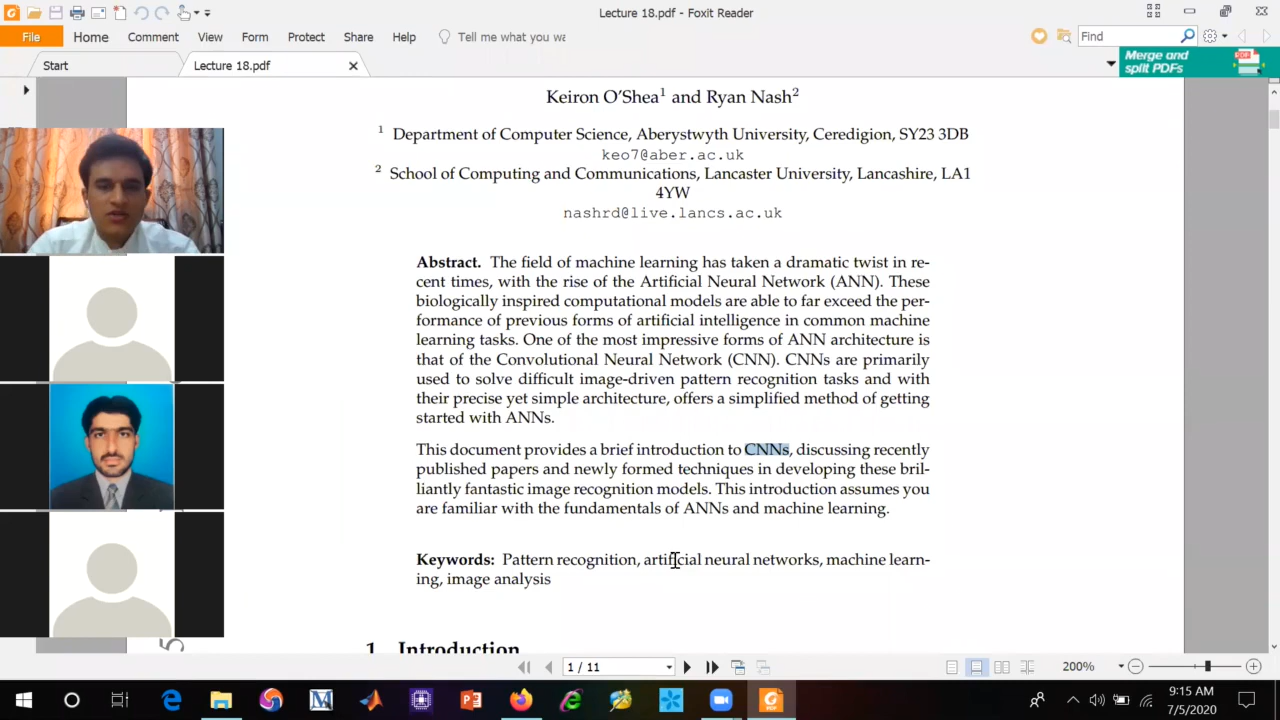 Lecture 18.pdf - Foxit Reader
File Home Comment View Form Protect Share Help Tell me what you wa
Find
Start
Lecture 18.pdf
Merge and
split PDFs
Keiron O'Shea1 and Ryan Nash2
1 Department of Computer Science, Aberystwyth University, Ceredigion, SY23 3DB
keo7@aber.ac.uk
2 School of Computing and Communications, Lancaster University, Lancashire, LA1
4YW
nashrd@live.lancs.ac.uk
Abstract. The field of machine learning has taken a dramatic twist in re-
cent times, with the rise of the Artificial Neural Network (ANN). These
biologically inspired computational models are able to far exceed the per-
formance of previous forms of artificial intelligence in common machine
learning tasks. One of the most impressive forms of ANN architecture is
that of the Convolutional Neural Network (CNN). CNNs are primarily
used to solve difficult image-driven pattern recognition tasks and with
their precise yet simple architecture, offers a simplified method of getting
started with ANNs.
This document provides a brief introduction to CNNs, discussing recently
published papers and newly formed techniques in developing these bril-
liantly fantastic image recognition models. This introduction assumes you
are familiar with the fundamentals of ANNs and machine learning.
Keywords: Pattern recognition, artificial neural networks, machine learn-
ing, image analysis
1 Introduction
5
1 / 11
200%
9:15 AM
7/5/2020